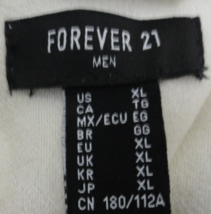 FOREVER 21
MEN
US XL
CA TG
MX/ECU EG
BR GG
EU XL
UK XL
KR XL
JP XL
CN 180/112A